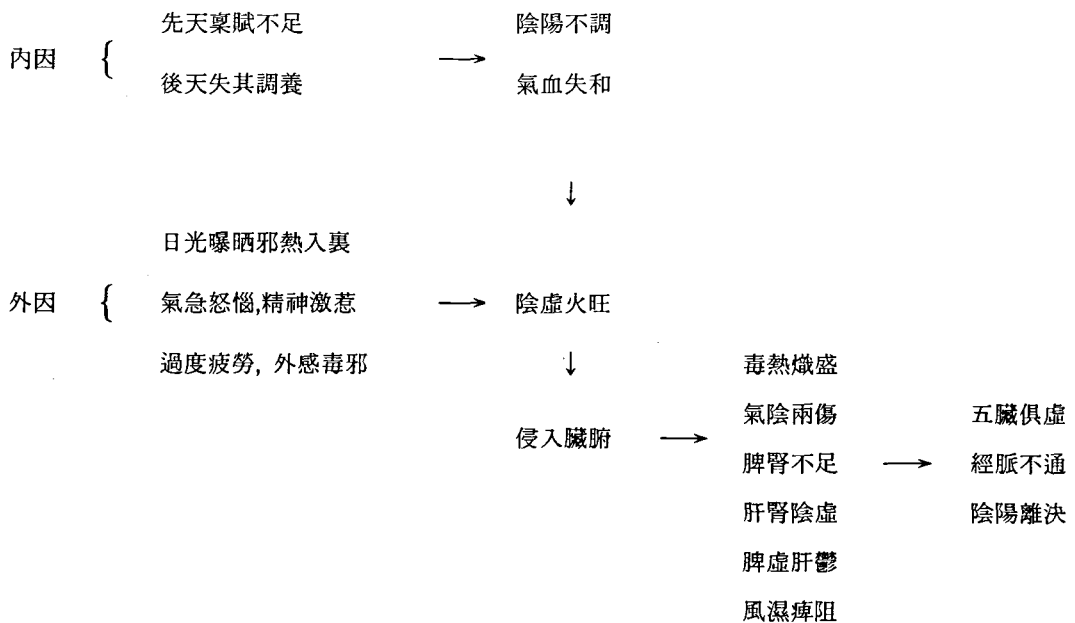 先天稟賦不足 陰陽不調
內因 { →
後天失其調養 氣血失和
↓
日光曝晒邪熱入裏
外因 { 氣急怒惱,精神激惹 → 陰虛火旺
過度疲勞, 外感毒邪 ↓ 毒熱熾盛
氣陰兩傷 五臟俱虛
侵入臟腑 →
脾腎不足 → 經脈不通
肝腎陰虛 陰陽離決
脾虛肝鬱
風濕痺阻